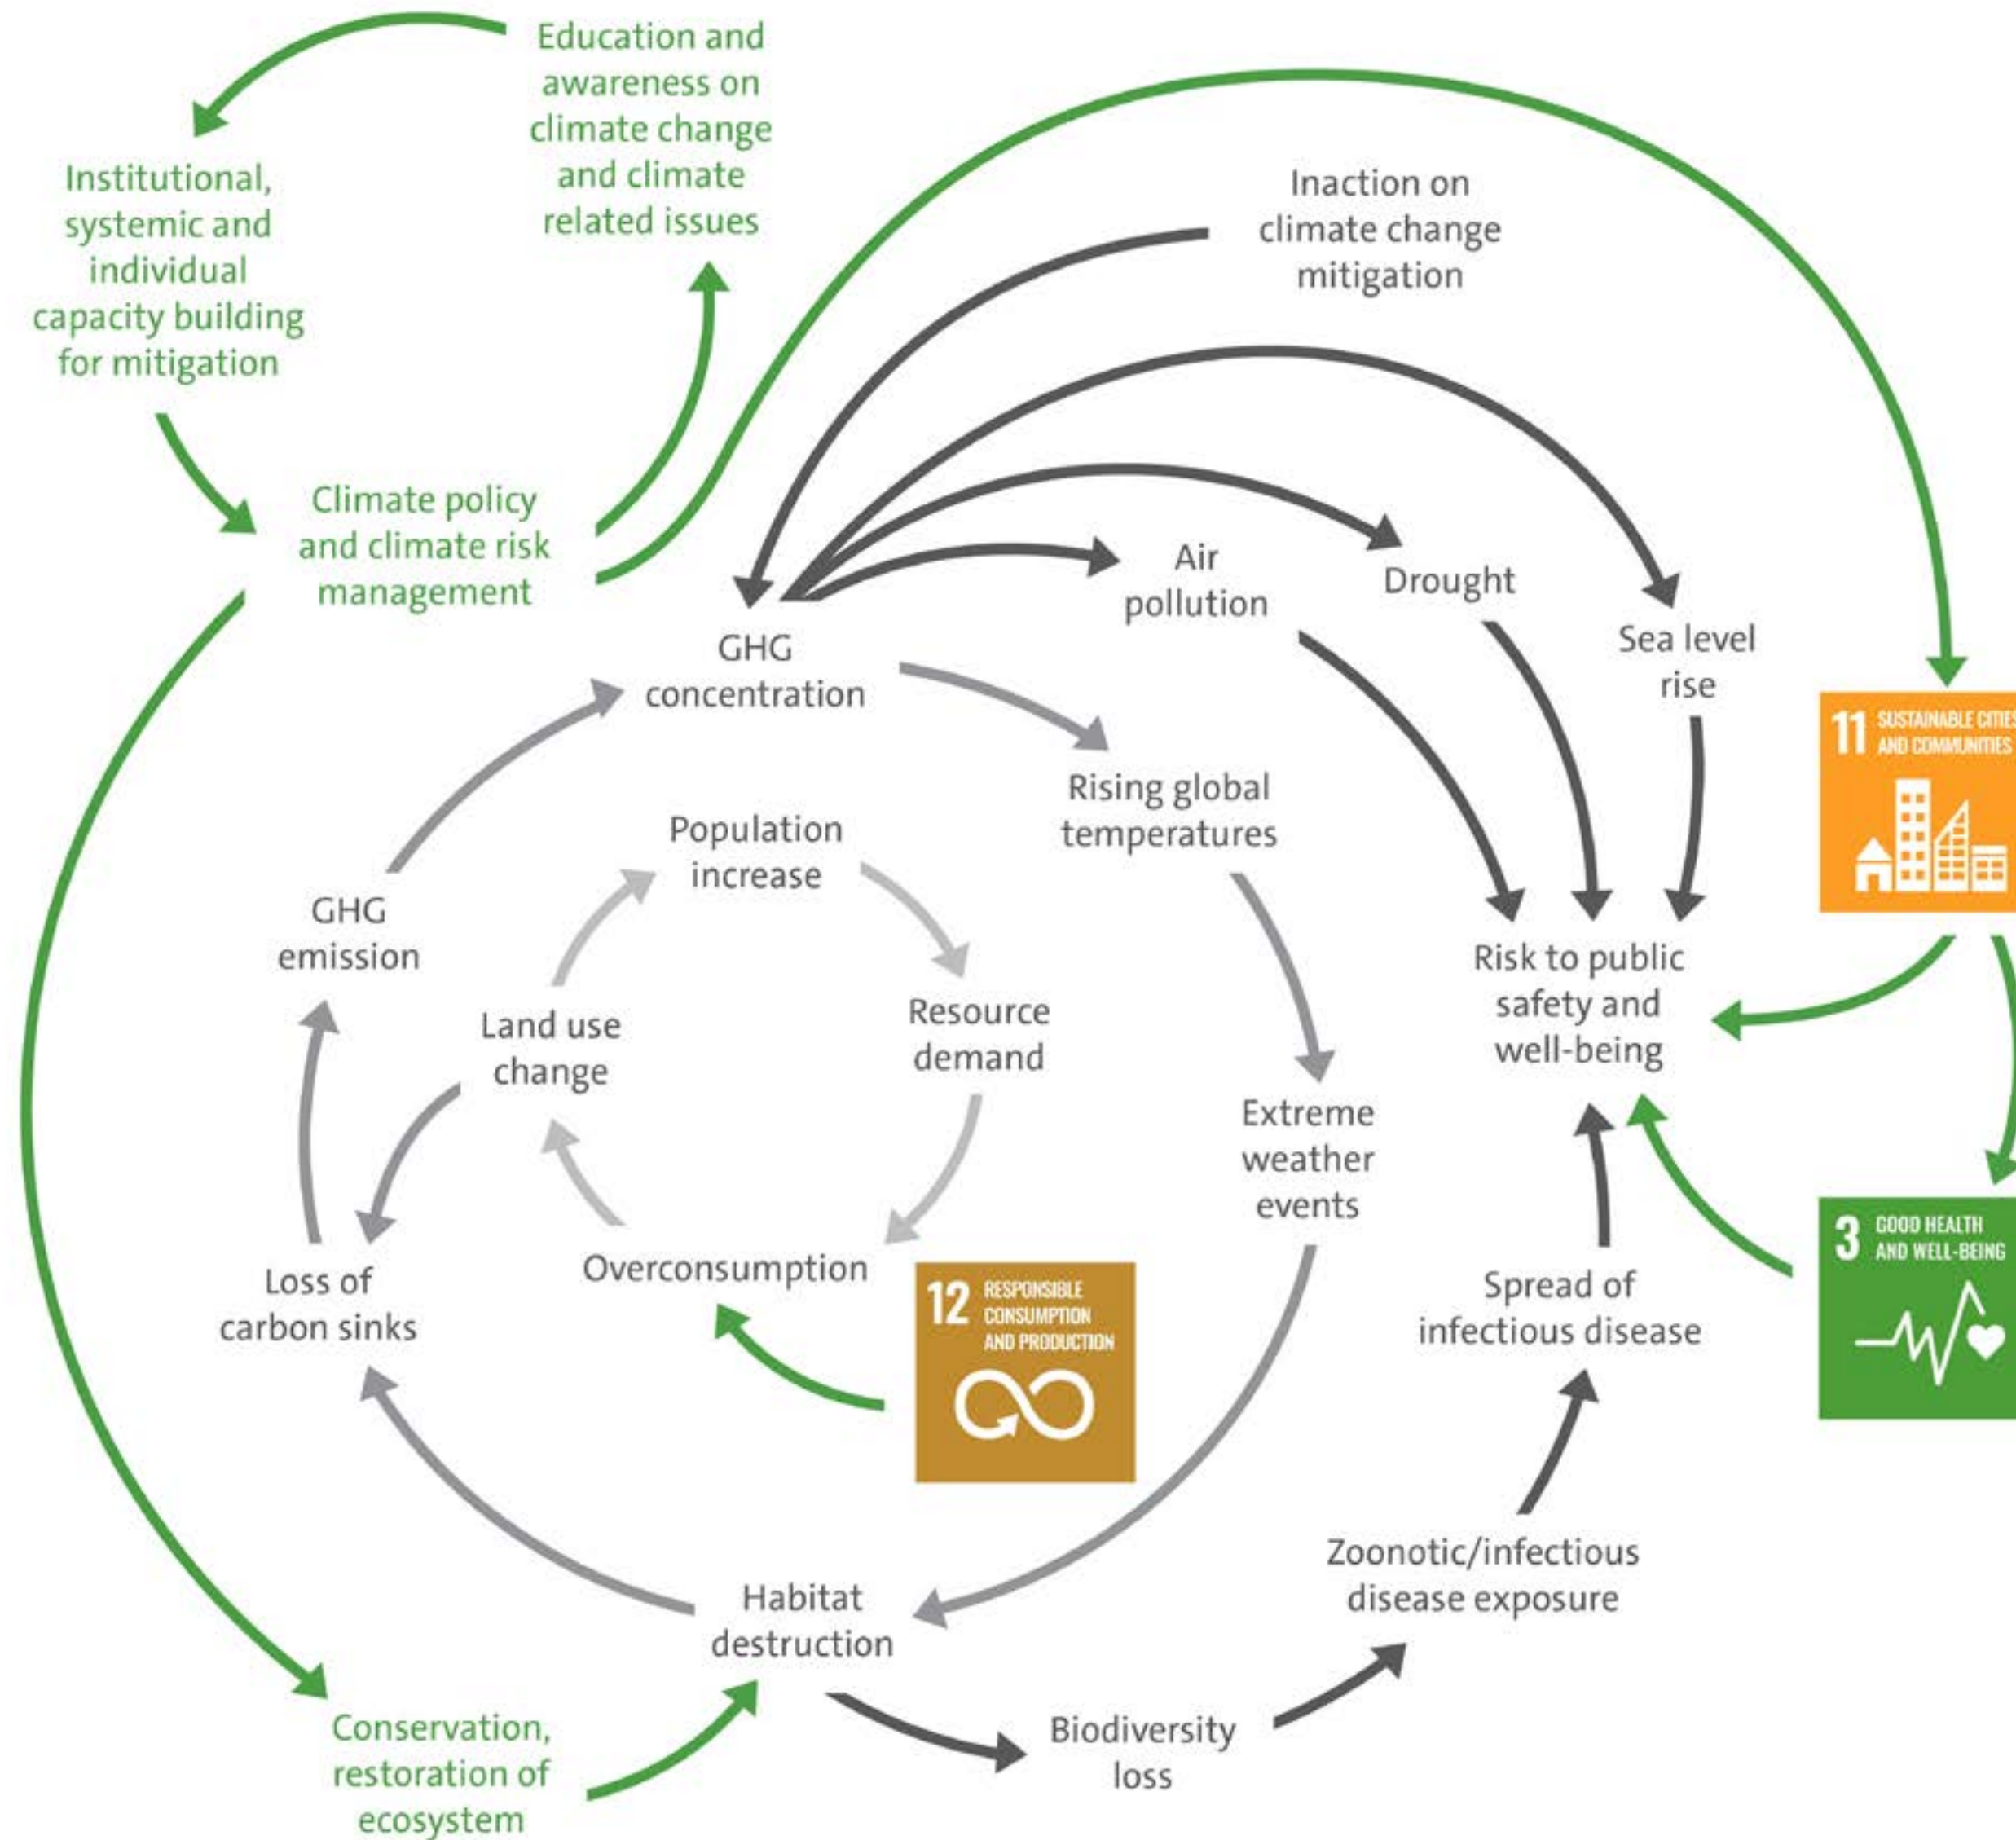 Education and
awareness on
climate change
and climate
related issues
Institutional,
systemic and
individual
capacity building
for mitigation
Inaction on
climate change
mitigation
Climate policy
and climate risk
management
Air
pollution
Drought
Sea level
rise
GHG
concentration
11 SUSTAINABLE CITIES
AND COMMUNITIES
Rising global
temperatures
Population
increase
GHG
emission
Land use
change
Resource
demand
Risk to public
safety and
well-being
Extreme
weather
events
Loss of
carbon sinks
Overconsumption
12 RESPONSIBLE
CONSUMPTION
AND PRODUCTION
3 GOOD HEALTH
AND WELL-BEING
Spread of
infectious disease
Zoonotic/infectious
disease exposure
Habitat
destruction
Biodiversity
loss
Conservation,
restoration of
ecosystem